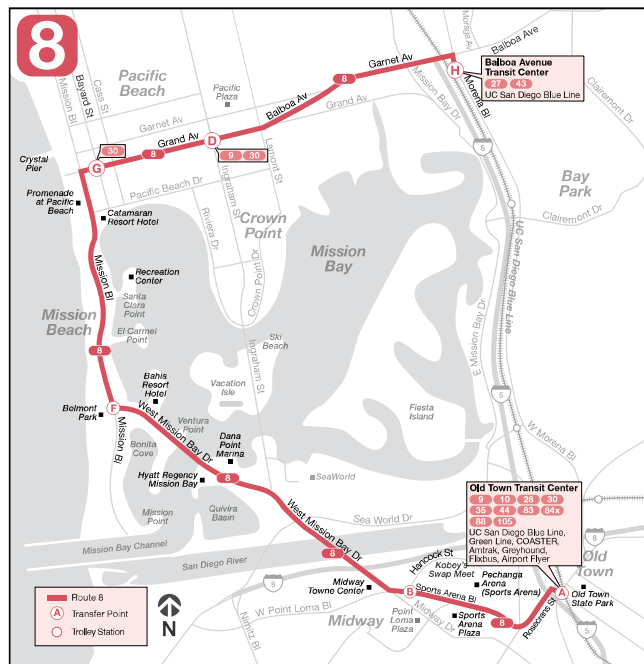 8
Moraga Av
Balboa Ave
Garnet Av
8
Mission Bay Dr
Morena Bl
H
Balboa Avenue
Transit Center
27 43
UC San Diego Blue Line
Clairemont Dr
Pacific
Beach
Mission Bl
Bayard St
Cass St
Pacific
Plaza
Balboa Av
Grand Av
Garnet Av
Grand Av
8
D
9 30
30
G
Lamont St
Ingraham St
5
Bay
Park
Crystal
Pier
Promenade
at Pacific
Beach
Pacific Beach Dr
Catamaran
Resort Hotel
Riviera Dr
Crown
Point
Crown Point Dr
Clairemont Dr
UC San Diego Blue Line
Mission
Bay
E Mission Bay Dr
Mission Bl
Recreation
Center
Santa
Clara
Point
El Carmel
Point
Mission
Beach
8
Ski
Beach
Ingraham St
Bahia
Resort
Hotel
Vacation
Isle
Fiesta
Island
5
Belmont
Park
F
Mission Bl
West Mission Bay Dr
Ventura
Point
Bonita
Cove
Dana
Point
Marina
W Morena Bl
Hyatt Regency
Mission Bay
8
SeaWorld
Mission
Point
Quivira
Basin
West Mission Bay Dr
Sea World Dr
Old Town Transit Center
9 10 28 30
35 44 83 84x
88 105
UC San Diego Blue Line,
Green Line, COASTER,
Amtrak, Greyhound,
Flixbus, Airport Flyer
8
Mission Bay Channel
San Diego River
8
8
Hancock St
Kobey's
Swap Meet
Pechanga
Arena
(Sports Arena)
Old
Town
Midway
Towne Center
B
Sports Arena Bl
A
Old Town
State Park
W Point Loma Bl
Point
Loma
Plaza
Midway Dr
Sports
Arena
Plaza
8
Rosecrans St
Midway
Nimitz Bl
5
Route 8
A Transfer Point
Trolley Station
N